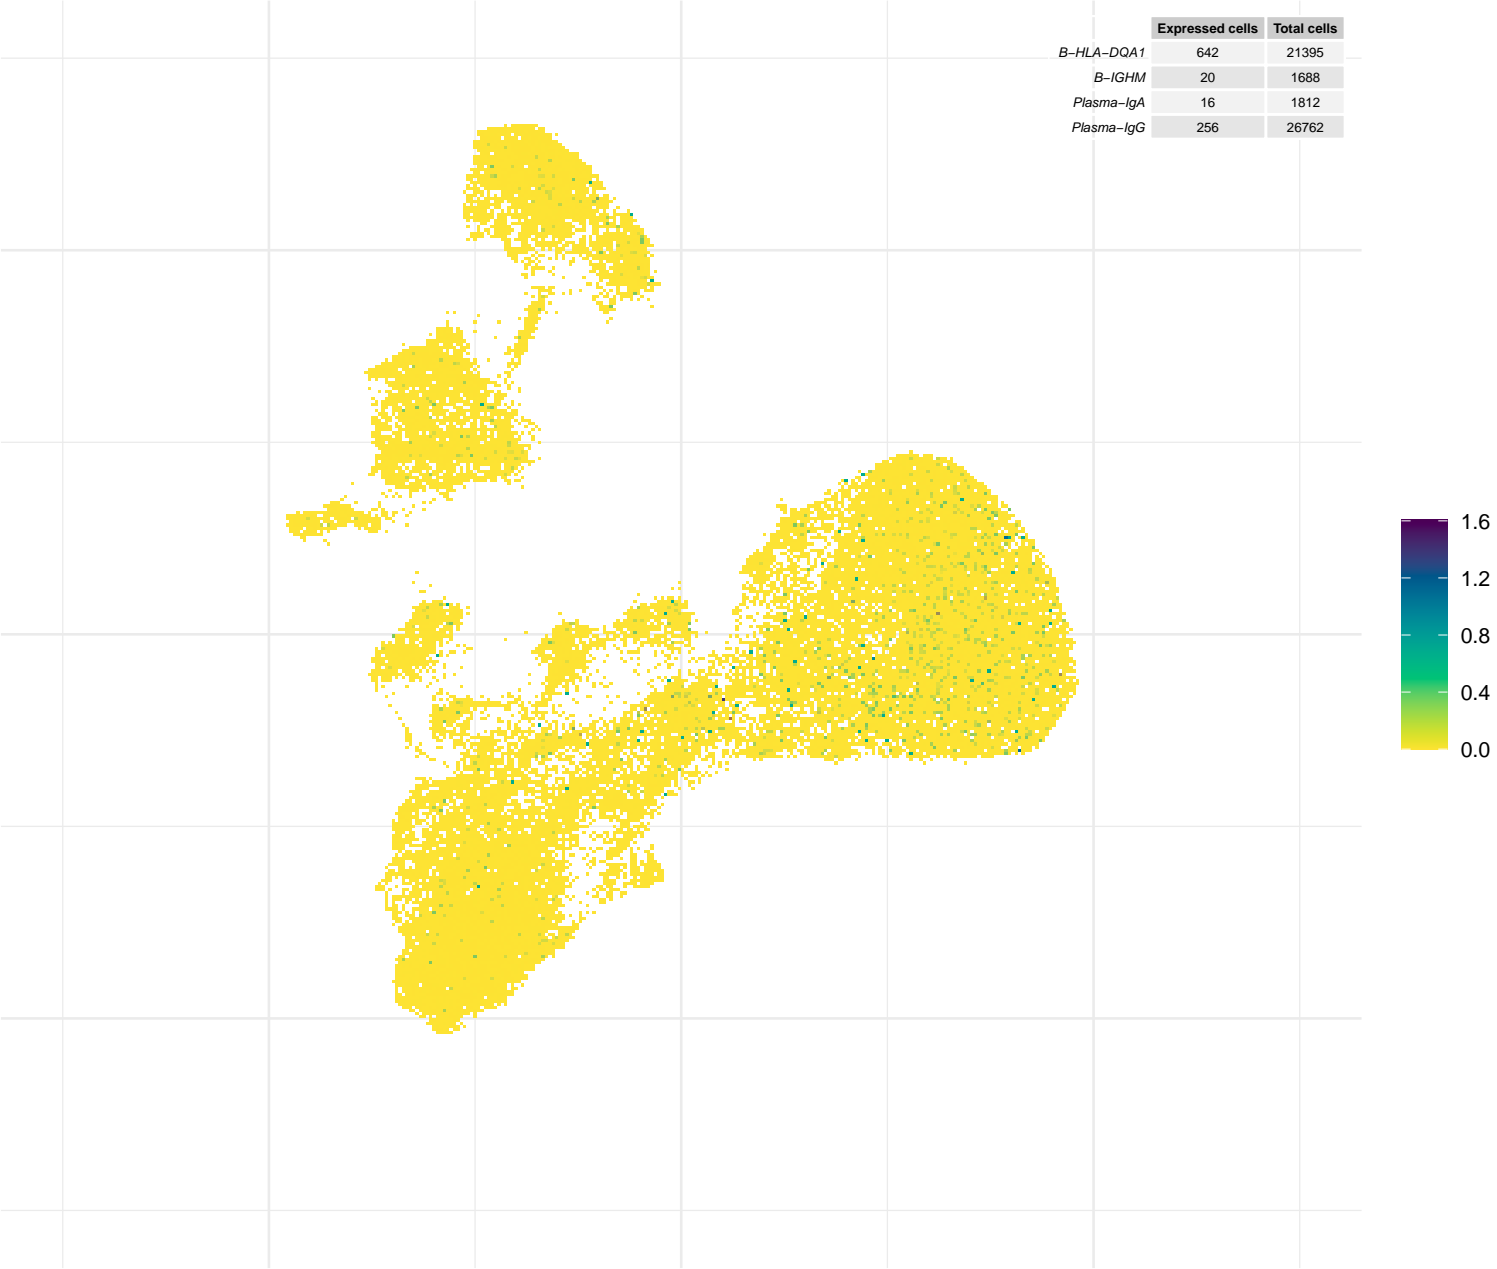 Expressed cells Total cells
B−HLA−DQA1 642 21395
B−IGHM 20 1688
Plasma−IgA 16 1812
Plasma−IgG 256 26762
1.6
1.2
0.8
0.4
0.0